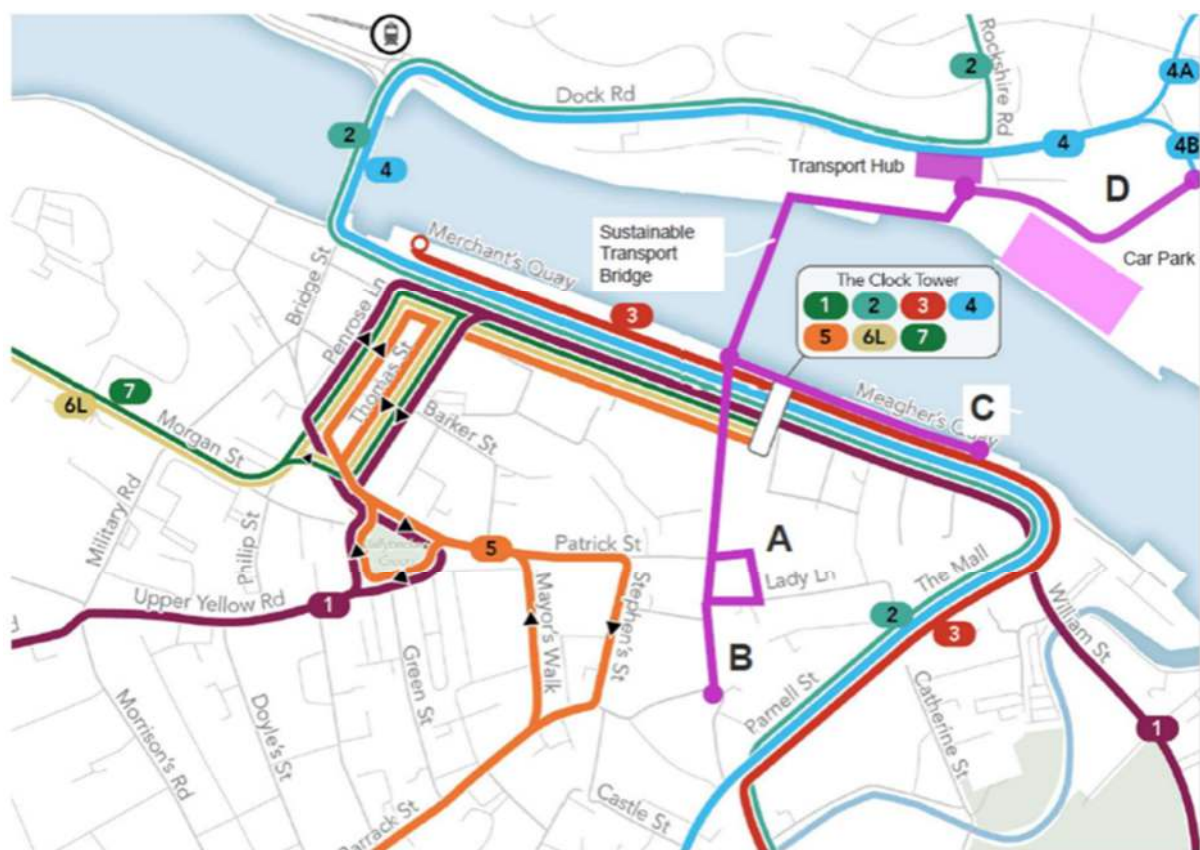 2
Rockshire Rd
4A
Dock Rd
2
4
4
4B
Transport Hub
D
Merchant's Quay
Sustainable
Transport
Bridge
Car Park
The Clock Tower
1 2 3 4
5 6L 7
Bridge St
Penrose Ln
3
Thomas St
7
6L
Morgan St
Barker St
Meagher's Quay
C
Military Rd
Philip St
5
Patrick St
A
Lady Ln
The Mall
Upper Yellow Rd
1
Mayor's Walk
Stephen's St
2
3
William St
B
Green St
Parnell St
Catherine St
1
Morrison's Rd
Doyle's St
Castle St
Barrack St